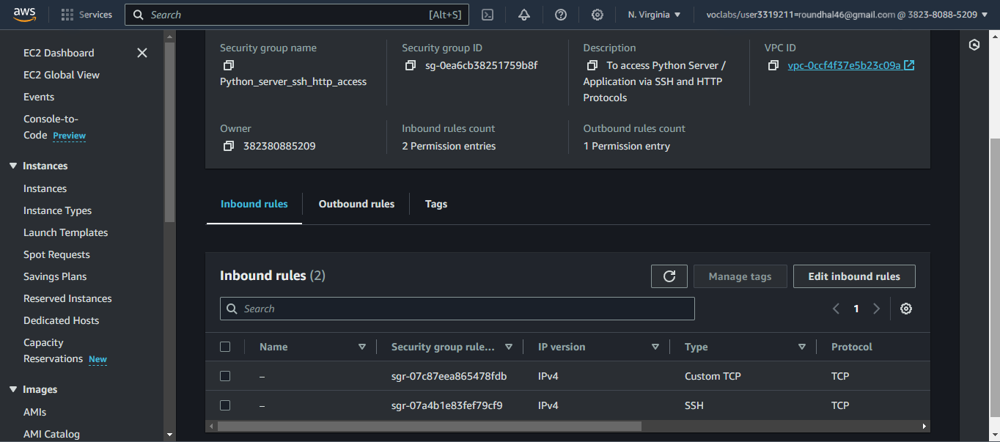 aws
Services
Search
[Alt+S]
N. Virginia
voclabs/user3319211=roundhal46@gmail.com @ 3823-8088-5209
EC2 Dashboard
EC2 Global View
Events
Console-to-
Code Preview
Instances
Instances
Instance Types
Launch Templates
Spot Requests
Savings Plans
Reserved Instances
Dedicated Hosts
Capacity
Reservations New
Images
AMIs
AMI Catalog
Security group name
Python_server_ssh_http_access
Security group ID
sg-0ea6cb38251759b8f
Description
To access Python Server /
Application via SSH and HTTP
Protocols
VPC ID
vpc-0ccf4f37e5b23c09a
Owner
382380885209
Inbound rules count
2 Permission entries
Outbound rules count
1 Permission entry
Inbound rules
Outbound rules
Tags
Inbound rules (2)
Manage tags
Edit inbound rules
Search
1
Name
Security group rule...
IP version
Type
Protocol
– sgr-07c87eea865478fdb IPv4 Custom TCP TCP
– sgr-07a4b1e83fef79cf9 IPv4 SSH TCP